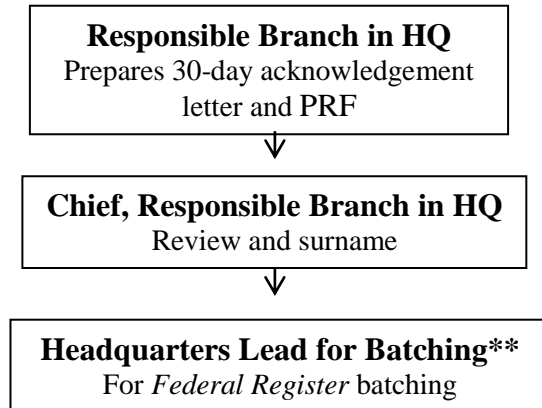 Responsible Branch in HQ
Prepares 30-day acknowledgement
letter and PRF
Chief, Responsible Branch in HQ
Review and surname
Headquarters Lead for Batching**
For Federal Register batching